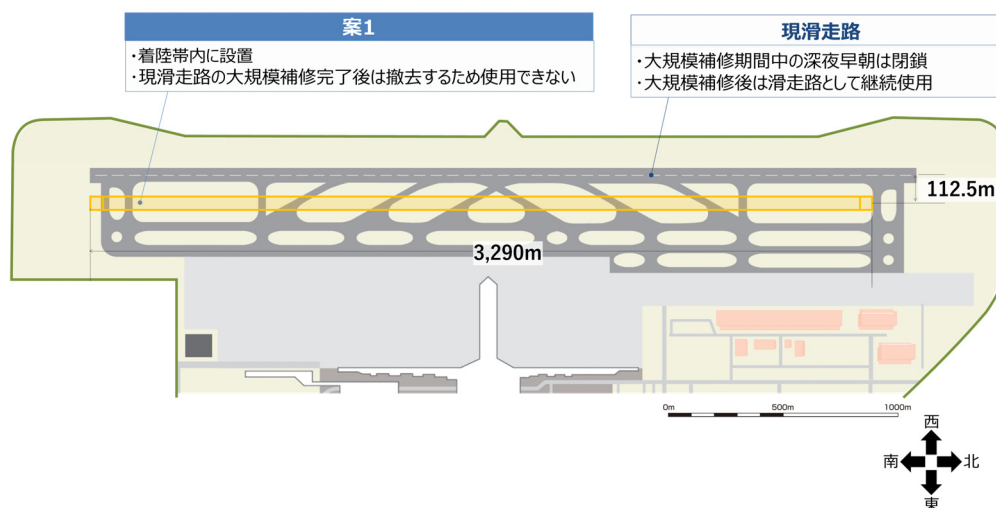 案1
・着陸帯内に設置
・現滑走路の大規模補修完了後は撤去するため使用できない
現滑走路
・大規模補修期間中の深夜早朝は閉鎖
・大規模補修後は滑走路として継続使用
112.5m
3,290m
0m
500m
1000m
西
南
北
東